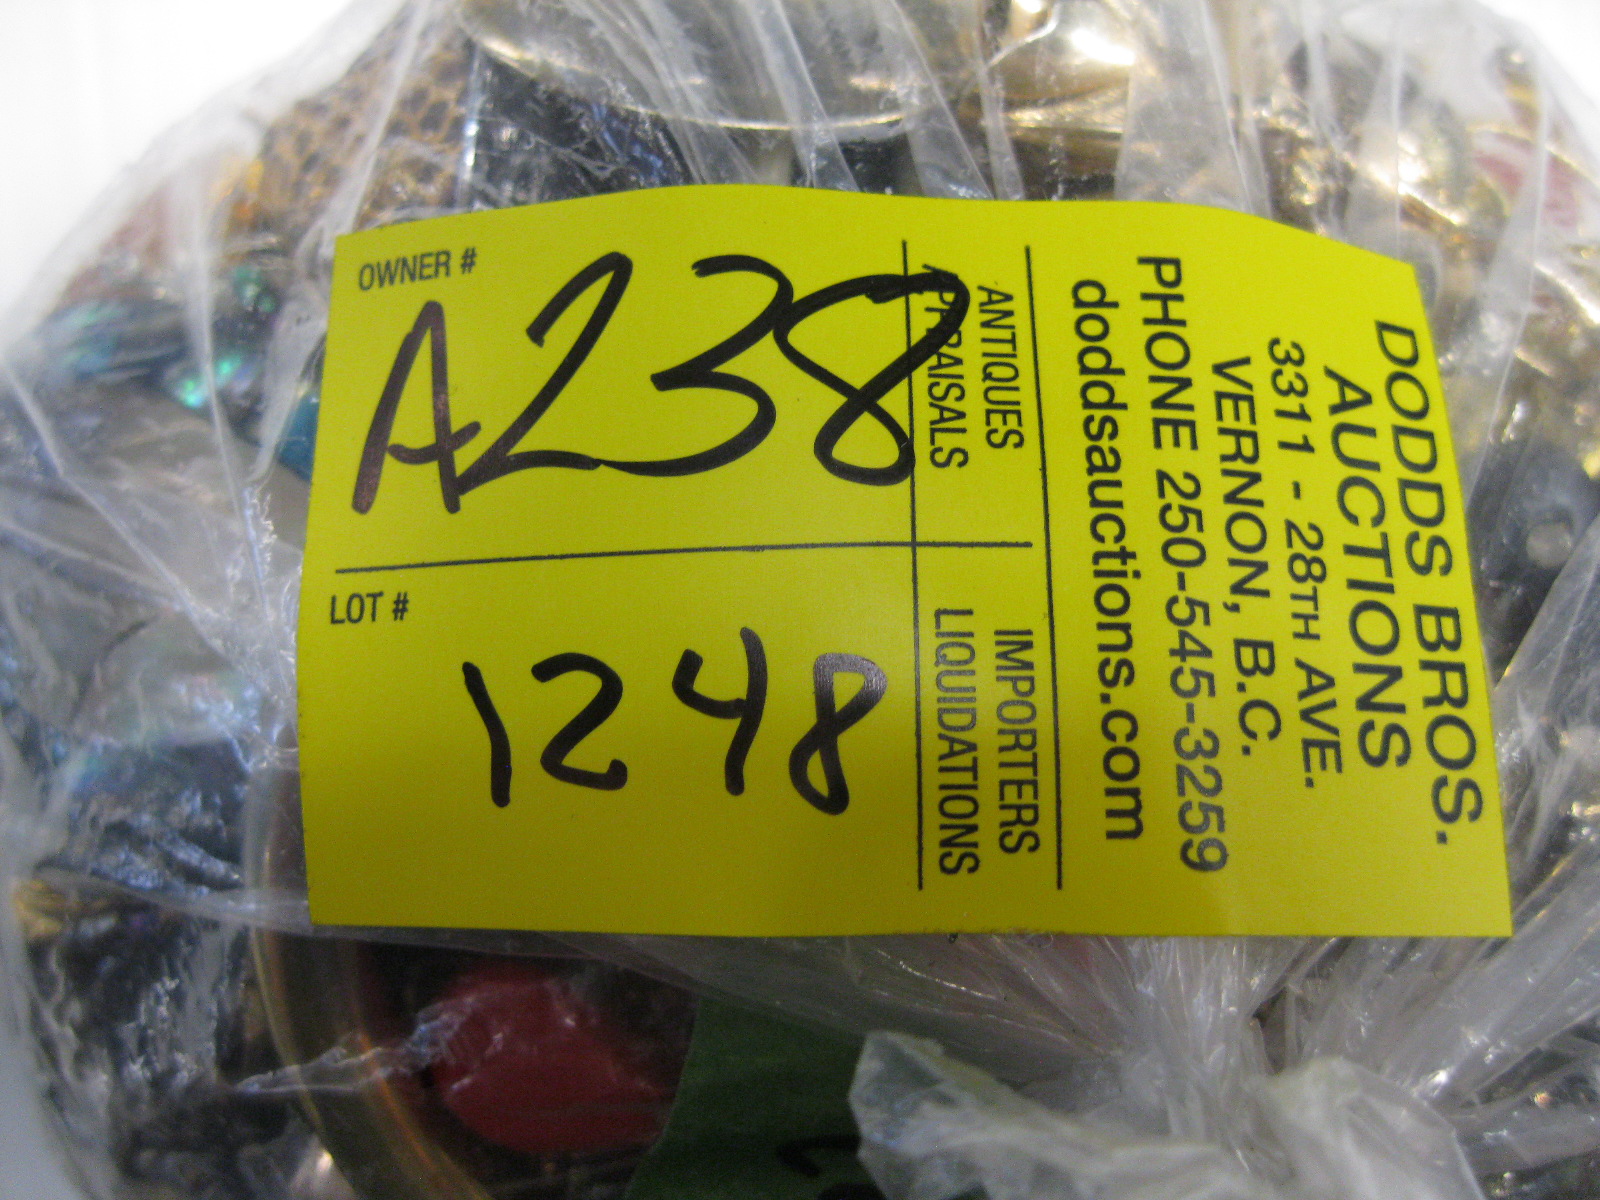 OWNER #
A238
LOT #
1248
ANTIQUES
APPRAISALS
IMPORTERS
LIQUIDATIONS
DODDS BROS.
AUCTIONS
3311 - 28TH AVE.
VERNON, B.C.
PHONE 250-545-3259
doddsauctions.com